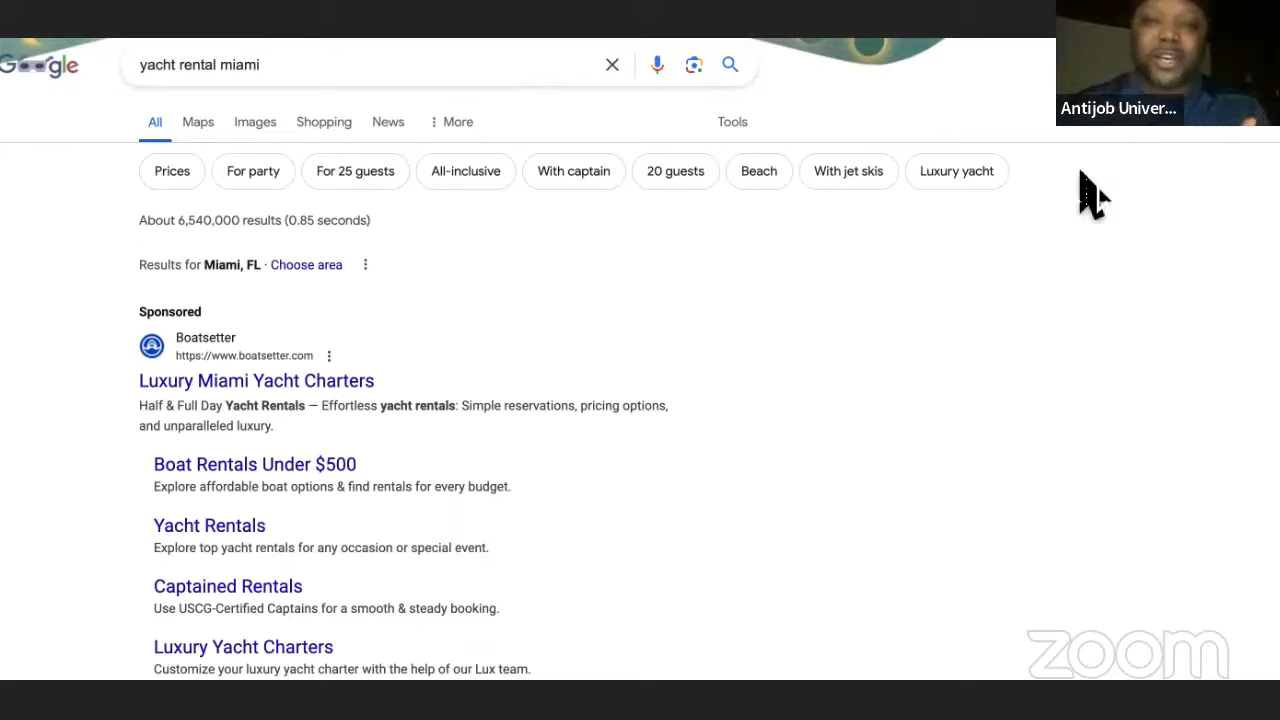 Google
yacht rental miami
Antijob Univer...
All Maps Images Shopping News More Tools
Prices For party For 25 guests All-inclusive With captain 20 guests Beach With jet skis Luxury yacht
About 6,540,000 results (0.85 seconds)
Results for Miami, FL · Choose area
Sponsored
Boatsetter
https://www.boatsetter.com
Luxury Miami Yacht Charters
Half & Full Day Yacht Rentals — Effortless yacht rentals: Simple reservations, pricing options,
and unparalleled luxury.
Boat Rentals Under $500
Explore affordable boat options & find rentals for every budget.
Yacht Rentals
Explore top yacht rentals for any occasion or special event.
Captained Rentals
Use USCG-Certified Captains for a smooth & steady booking.
Luxury Yacht Charters
Customize your luxury yacht charter with the help of our Lux team.
zoom